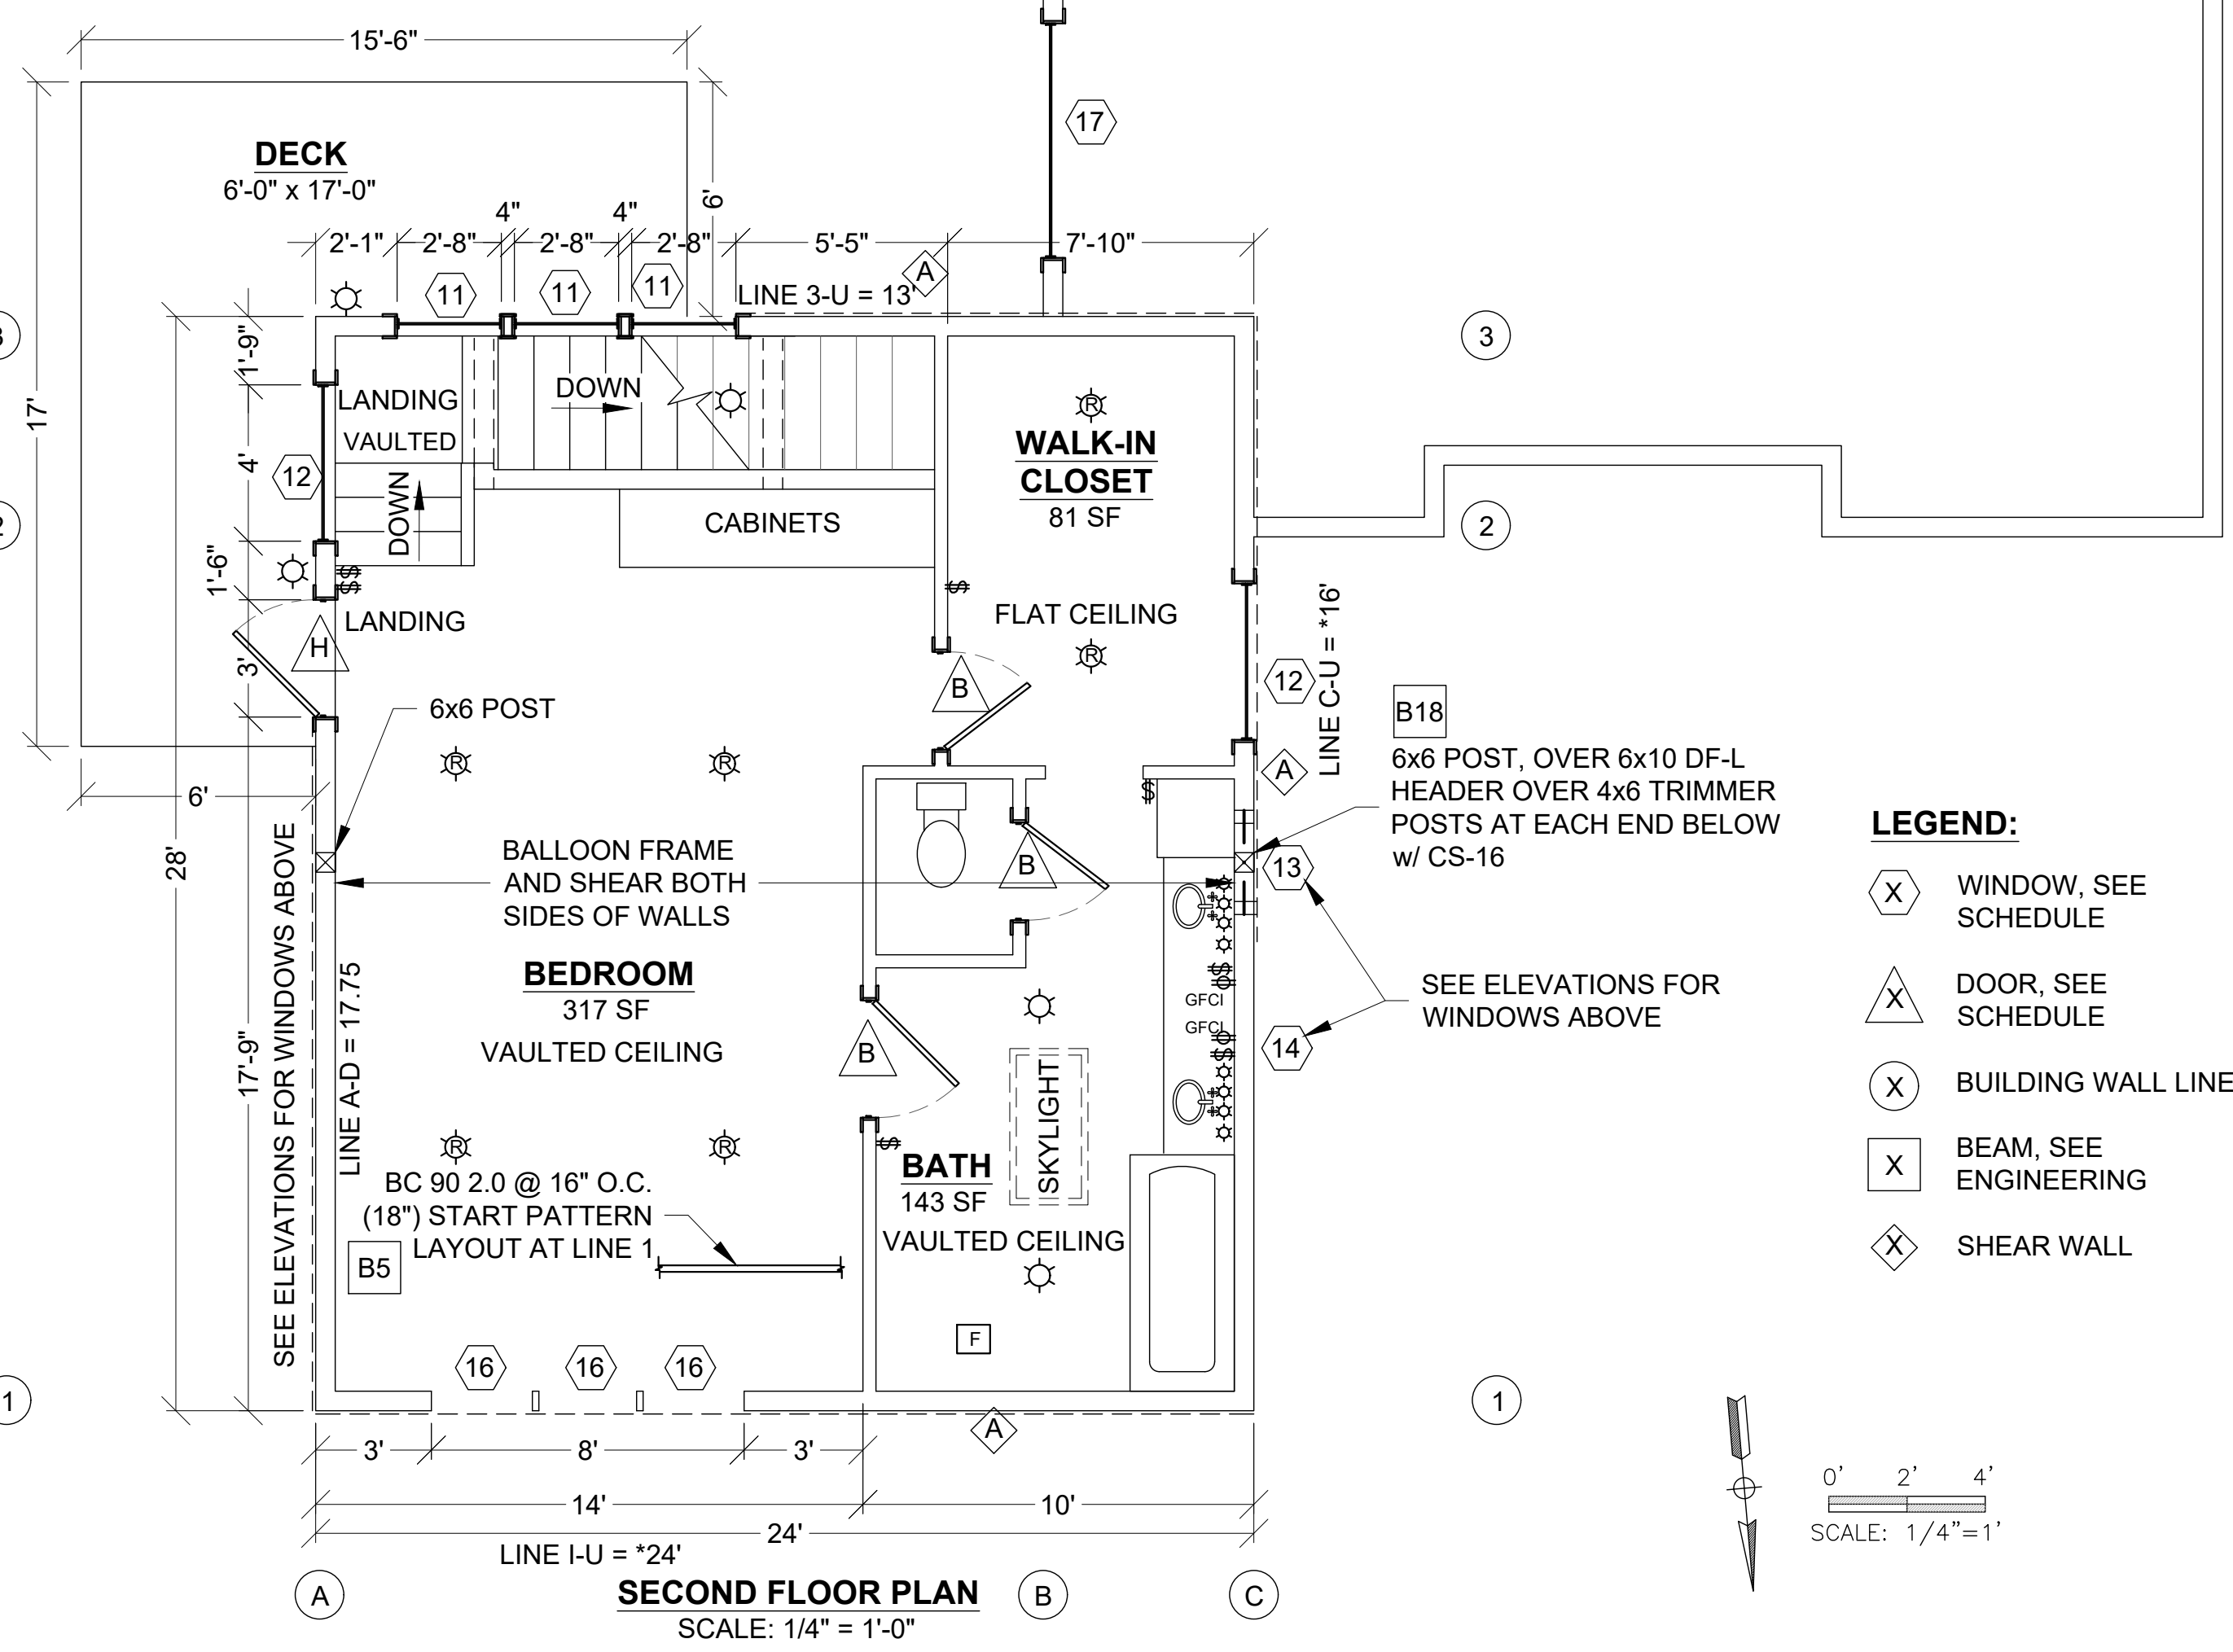 15'-6"
17
DECK
6'-0" x 17'-0"
6'
17'
4"
4"
2'-1"
2'-8"
2'-8"
2'-8"
5'-5"
7'-10"
A
11
11
11
LINE 3-U = 13'
3
1'-9"
LANDING
VAULTED
DOWN
WALK-IN
CLOSET
81 SF
R
4'
12
DOWN
CABINETS
2
1'-6"
$
$
$
LANDING
FLAT CEILING
H
3'
B
R
12
LINE C-U = *16'
6x6 POST
B18
6x6 POST, OVER 6x10 DF-L
HEADER OVER 4x6 TRIMMER
POSTS AT EACH END BELOW
w/ CS-16
R
R
A
$
6'
28'
BALLOON FRAME
AND SHEAR BOTH
SIDES OF WALLS
B
13
LEGEND:
X
WINDOW, SEE
SCHEDULE
X
DOOR, SEE
SCHEDULE
X
BUILDING WALL LINE
X
BEAM, SEE
ENGINEERING
X
SHEAR WALL
BEDROOM
317 SF
VAULTED CEILING
$
GFCI
GFCI
$
SEE ELEVATIONS FOR
WINDOWS ABOVE
14
B
17'-9"
SEE ELEVATIONS FOR WINDOWS ABOVE
LINE A-D = 17.75
SKYLIGHT
R
R
$
BATH
143 SF
VAULTED CEILING
BC 90 2.0 @ 16" O.C.
(18") START PATTERN
LAYOUT AT LINE 1
B5
F
16
16
16
1
1
A
3'
8'
3'
14'
10'
24'
LINE I-U = *24'
0' 2' 4'
SCALE: 1/4"=1'
A
B
C
SECOND FLOOR PLAN
SCALE: 1/4" = 1'-0"